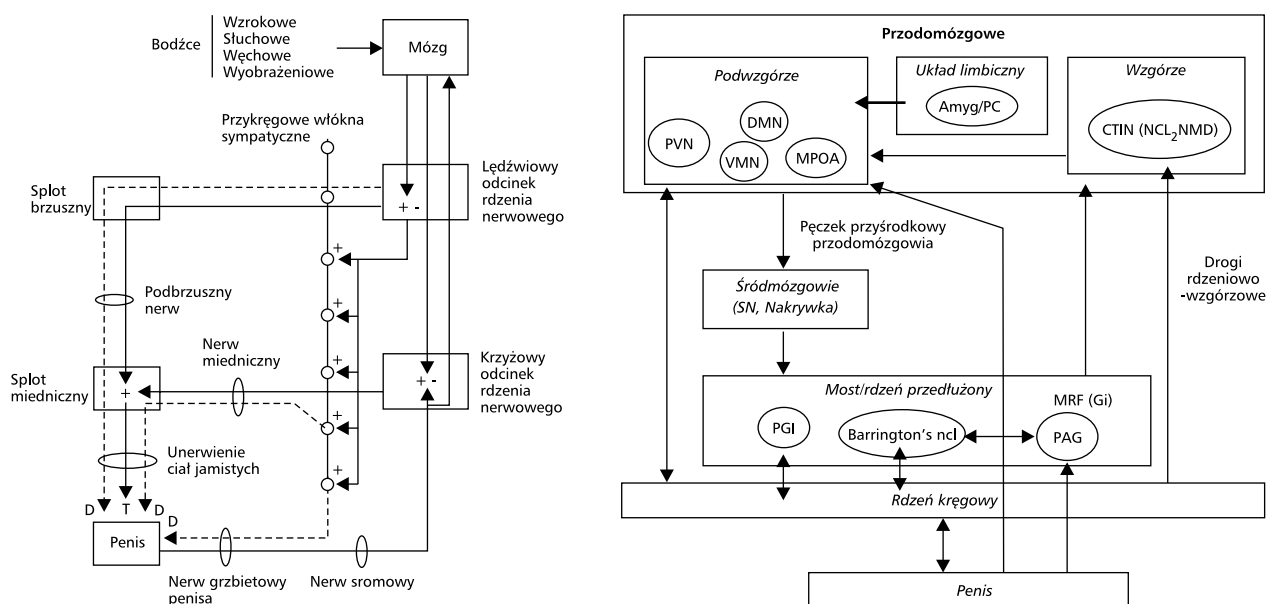 Bodźce
Wzrokowe
Słuchowe
Węchowe
Wyobrażeniowe
Mózg
Przykręgowe włókna
sympatyczne
Splot
brzuszny
+ -
Lędźwiowy
odcinek
rdzenia
nerwowego
+
Podbrzuszny
nerw
+
Nerw
miedniczny
+
Splot
miedniczny
+
+ -
Krzyżowy
odcinek
rdzenia
nerwowego
+
Unerwienie
ciał jamistych
+
D T D
D
Penis
Nerw grzbietowy
penisa
Nerw sromowy
Przodomózgowe
Podwzgórze
PVN
DMN
VMN
MPOA
Układ limbiczny
Amyg/PC
Wzgórze
CTIN (NCL2NMD)
Pęczek przyśrodkowy
przodomózgowia
Śródmózgowie
(SN, Nakrywka)
Drogi
rdzeniowo
-wzgórzowe
Most/rdzeń przedłużony
PGI
Barrington's ncl
MRF (Gi)
PAG
Rdzeń kręgowy
Penis